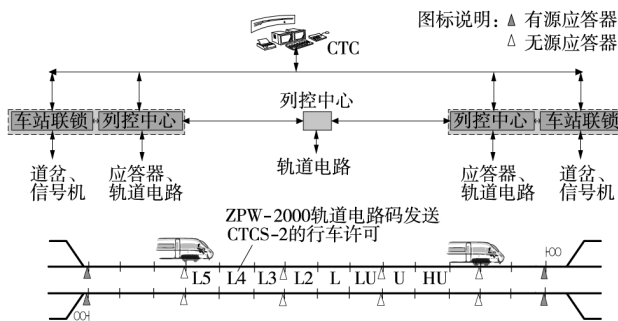 图标说明: 有源应答器
无源应答器
CTC
列控中心
车站联锁 列控中心 列控中心 车站联锁
轨道电路
道岔、信号机 应答器、轨道电路 应答器、轨道电路 道岔、信号机
ZPW-2000轨道电路码发送
CTCS-2的行车许可
L5 L4 L3 L2 L LU U HU